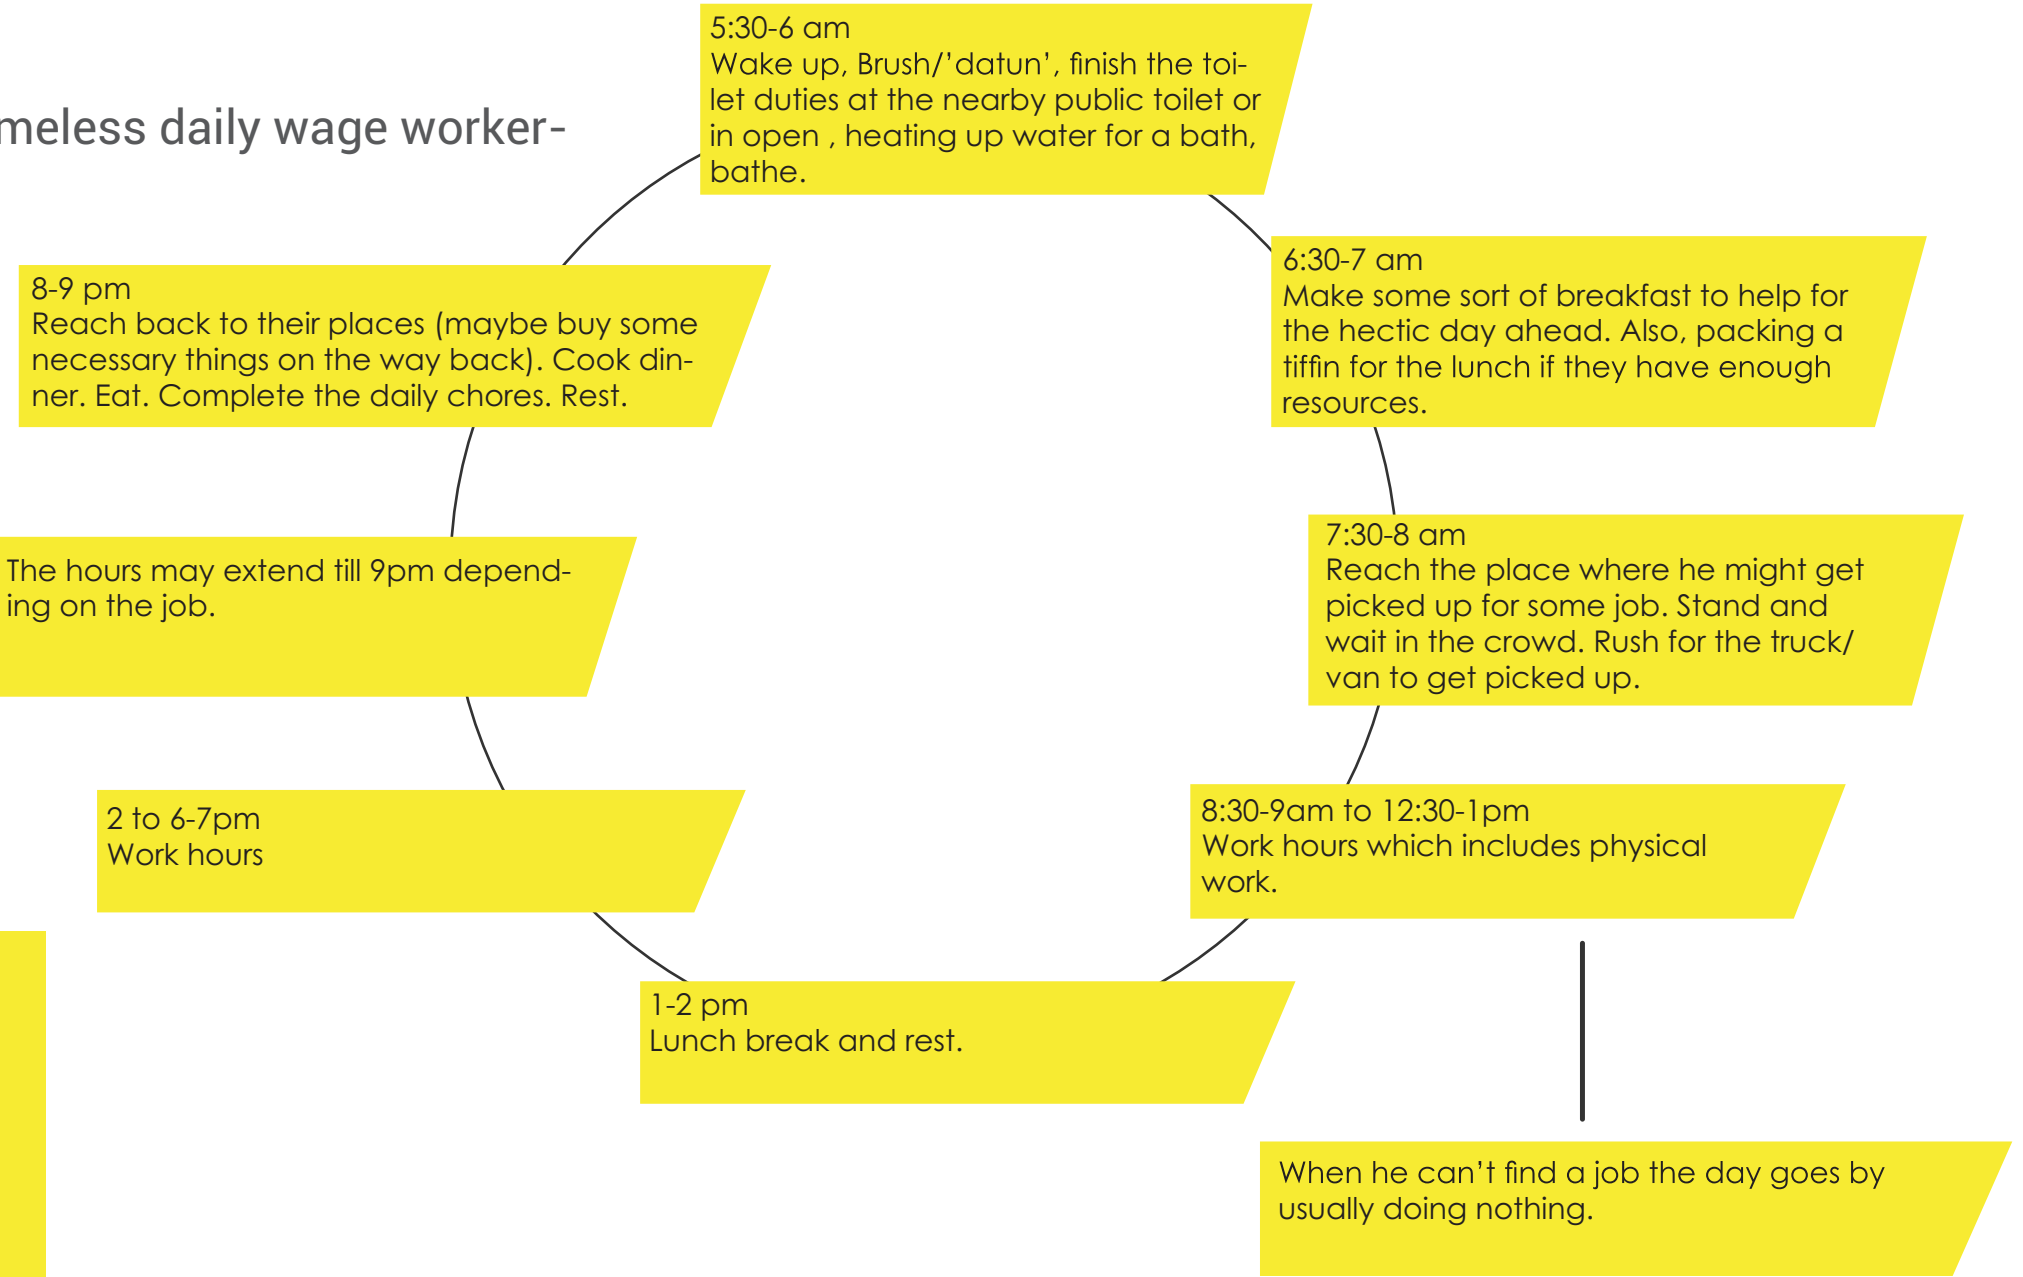 meless daily wage worker-
5:30-6 am
Wake up, Brush/'datun', finish the toi-
let duties at the nearby public toilet or
in open , heating up water for a bath,
bathe.
6:30-7 am
Make some sort of breakfast to help for
the hectic day ahead. Also, packing a
tiffin for the lunch if they have enough
resources.
7:30-8 am
Reach the place where he might get
picked up for some job. Stand and
wait in the crowd. Rush for the truck/
van to get picked up.
8:30-9am to 12:30-1pm
Work hours which includes physical
work.
When he can't find a job the day goes by
usually doing nothing.
1-2 pm
Lunch break and rest.
2 to 6-7pm
Work hours
The hours may extend till 9pm depend-
ing on the job.
8-9 pm
Reach back to their places (maybe buy some
necessary things on the way back). Cook din-
ner. Eat. Complete the daily chores. Rest.